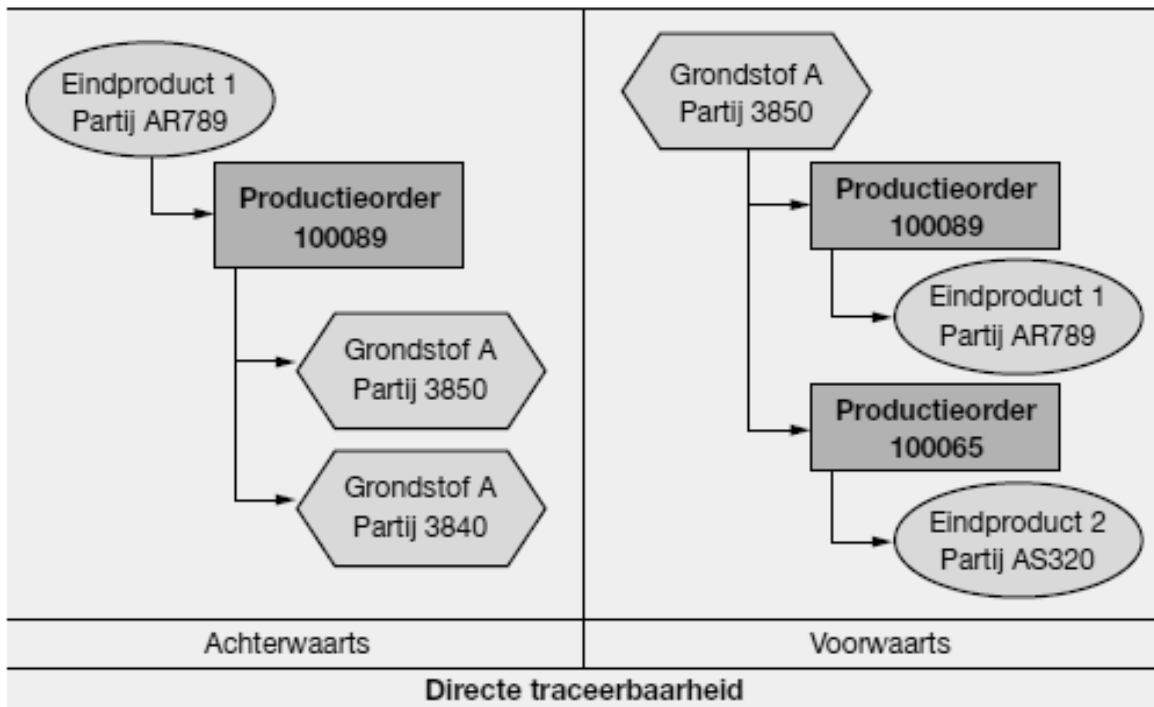 Eindproduct 1
Partij AR789
Productieorder
100089
Grondstof A
Partij 3850
Grondstof A
Partij 3840
Achterwaarts
Grondstof A
Partij 3850
Productieorder
100089
Eindproduct 1
Partij AR789
Productieorder
100065
Eindproduct 2
Partij AS320
Voorwaarts
Directe traceerbaarheid